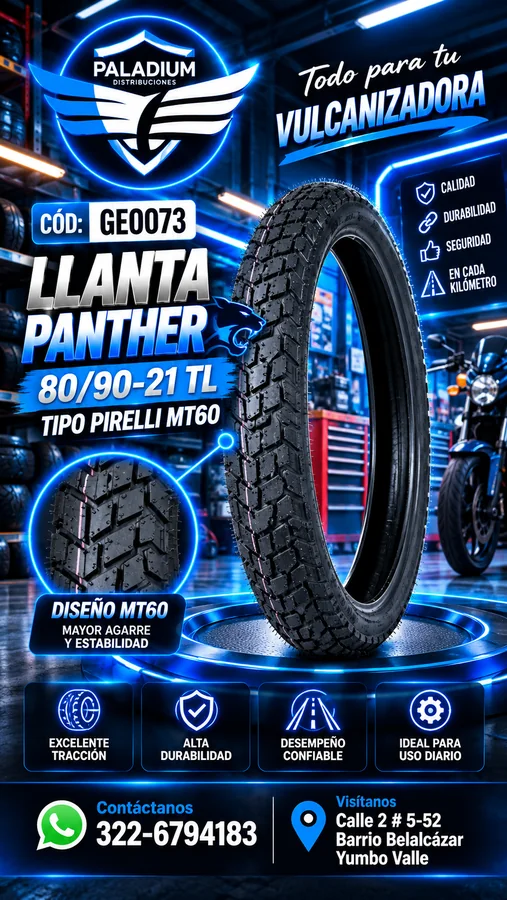 PALADIUM
DISTRIBUCIONES
Todo para tu
VULCANIZADORA
CALIDAD
DURABILIDAD
SEGURIDAD
EN CADA
KILÓMETRO
CÓD: GE0073
LLANTA
PANTHER
80/90-21 TL
TIPO PIRELLI MT60
DISEÑO MT60
MAYOR AGARRE
Y ESTABILIDAD
EXCELENTE
TRACCIÓN
ALTA
DURABILIDAD
DESEMPEÑO
CONFIABLE
IDEAL PARA
USO DIARIO
Contáctanos
322-6794183
Visítanos
Calle 2 # 5-52
Barrio Belalcázar
Yumbo Valle